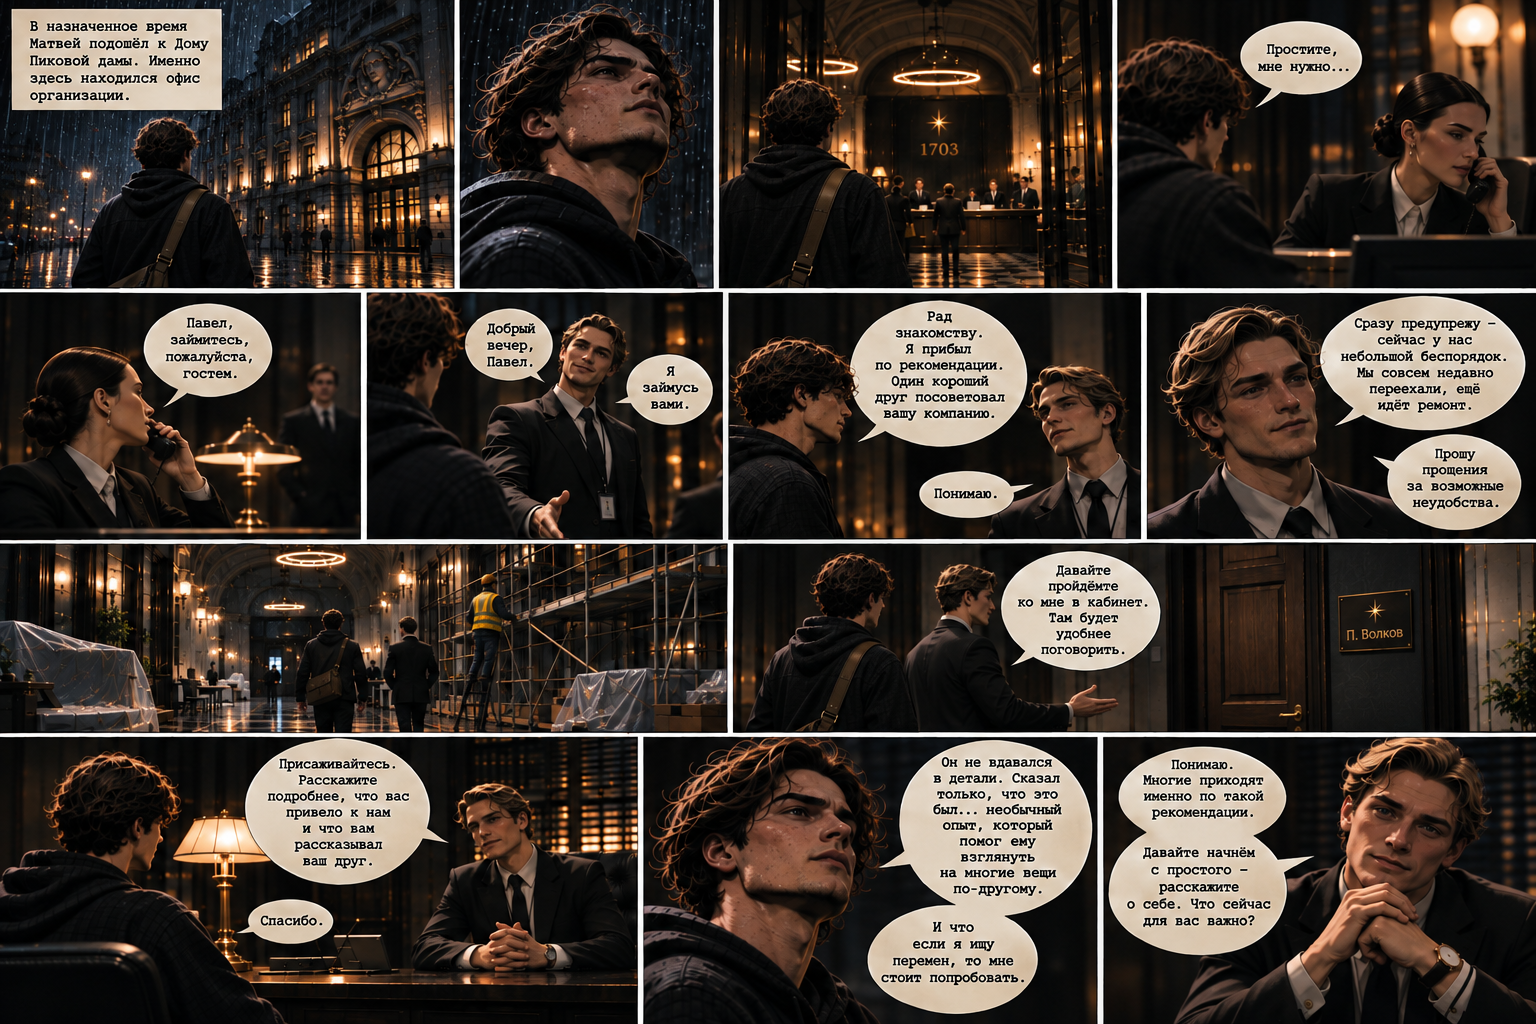 В назначенное время
Матвей подошёл к Дому
Пиковой дамы. Именно
здесь находился офис
организации.
1703
Простите,
мне нужно...
Павел,
займитесь,
пожалуйста,
гостем.
Добрый
вечер,
Павел.
Я
займусь
вами.
Рад
знакомству.
Я прибыл
по рекомендации.
Один хороший
друг посоветовал
вашу компанию.
Понимаю.
Сразу предупрежу –
сейчас у нас
небольшой беспорядок.
Мы совсем недавно
переехали, ещё
идёт ремонт.
Прошу
прощения
за возможные
неудобства.
Давайте
пройдёмте
ко мне в кабинет.
Там будет
удобнее
поговорить.
П. Волков
Присаживайтесь.
Расскажите
подробнее, что вас
привело к нам
и что вам
рассказывал
ваш друг.
Спасибо.
Он не вдавался
в детали. Сказал
только, что это
был... необычный
опыт, который
помог ему
взглянуть
на многие вещи
по-другому.
И что
если я ищу
перемен, то мне
стоит попробовать.
Понимаю.
Многие приходят
именно по такой
рекомендации.
Давайте начнём
с простого –
расскажите
о себе. Что сейчас
для вас важно?